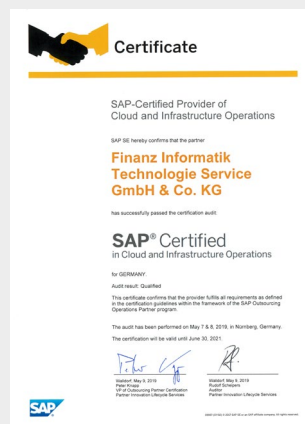 Certificate
SAP-Certified Provider of
Cloud and Infrastructure Operations
SAP SE hereby confirms that the partner
Finanz Informatik
Technologie Service
GmbH & Co. KG
has successfully passed the certification audit:
SAP® Certified
in Cloud and Infrastructure Operations
for GERMANY.
Audit result: Qualified
This certificate confirms that the provider fulfils all requirements as defined
in the certification guidelines within the framework of the SAP Outsourcing
Operations Partner program.
The audit has been performed on May 7 & 8, 2019, in Nürnberg, Germany.
The certification will be valid until June 30, 2021.
Walldorf, May 9, 2019
Peter Knapp
VP of Outsourcing Partner Certification
Partner Innovation Lifecycle Services
Walldorf, May 9, 2019
Rudolf Scheipers
Auditor
Partner Innovation Lifecycle Services
SAP